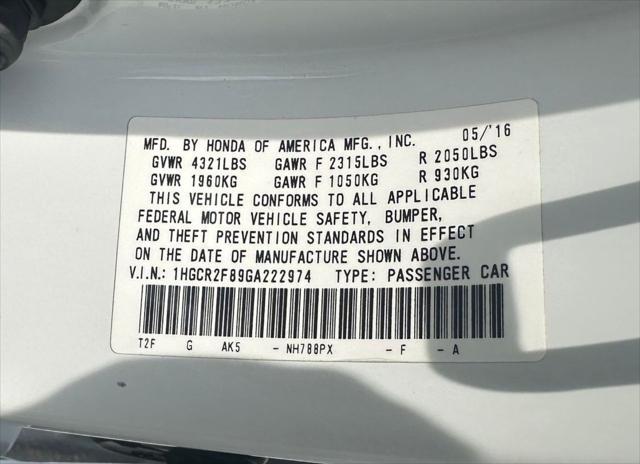 MFD. BY HONDA OF AMERICA MFG., INC. 05/'16
GVWR 4321LBS GAWR F 2315LBS R 2050LBS
GVWR 1960KG GAWR F 1050KG R 930KG
THIS VEHICLE CONFORMS TO ALL APPLICABLE
FEDERAL MOTOR VEHICLE SAFETY, BUMPER,
AND THEFT PREVENTION STANDARDS IN EFFECT
ON THE DATE OF MANUFACTURE SHOWN ABOVE.
V.I.N.: 1HGCR2F89GA222974 TYPE: PASSENGER CAR
T2F G AK5 - NH788PX - F - A